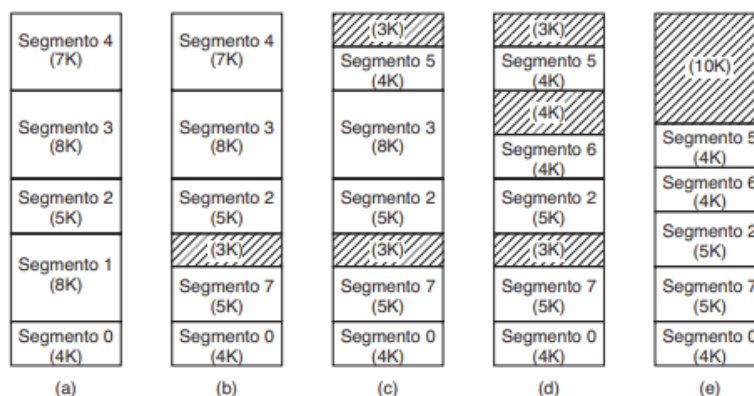 Segmento 4
(7K)
Segmento 3
(8K)
Segmento 2
(5K)
Segmento 1
(8K)
Segmento 0
(4K)
(a)
Segmento 4
(7K)
Segmento 3
(8K)
Segmento 2
(5K)
(3K)
Segmento 7
(5K)
Segmento 0
(4K)
(b)
(3K)
Segmento 5
(4K)
Segmento 3
(8K)
Segmento 2
(5K)
(3K)
Segmento 7
(5K)
Segmento 0
(4K)
(c)
(3K)
Segmento 5
(4K)
(4K)
Segmento 6
(4K)
Segmento 2
(5K)
(3K)
Segmento 7
(5K)
Segmento 0
(4K)
(d)
(10K)
Segmento 5
(4K)
Segmento 6
(4K)
Segmento 2
(5K)
Segmento 7
(5K)
Segmento 0
(4K)
(e)